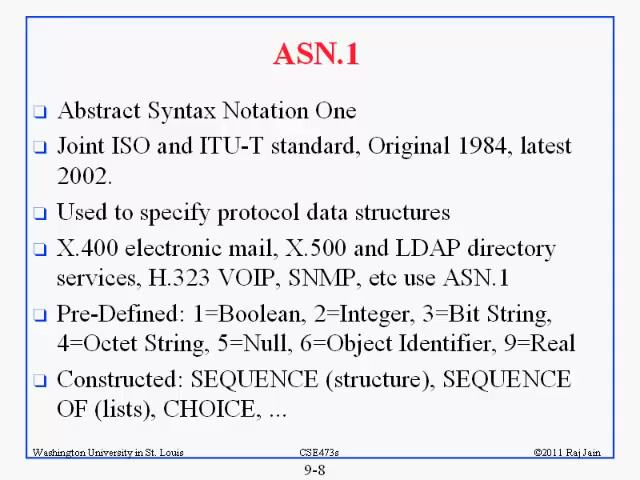 ASN.1
❑ Abstract Syntax Notation One
❑ Joint ISO and ITU-T standard, Original 1984, latest
2002.
❑ Used to specify protocol data structures
❑ X.400 electronic mail, X.500 and LDAP directory
services, H.323 VOIP, SNMP, etc use ASN.1
❑ Pre-Defined: 1=Boolean, 2=Integer, 3=Bit String,
4=Octet String, 5=Null, 6=Object Identifier, 9=Real
❑ Constructed: SEQUENCE (structure), SEQUENCE
OF (lists), CHOICE, ...
Washington University in St. Louis CSE473s ©2011 Raj Jain
9-8